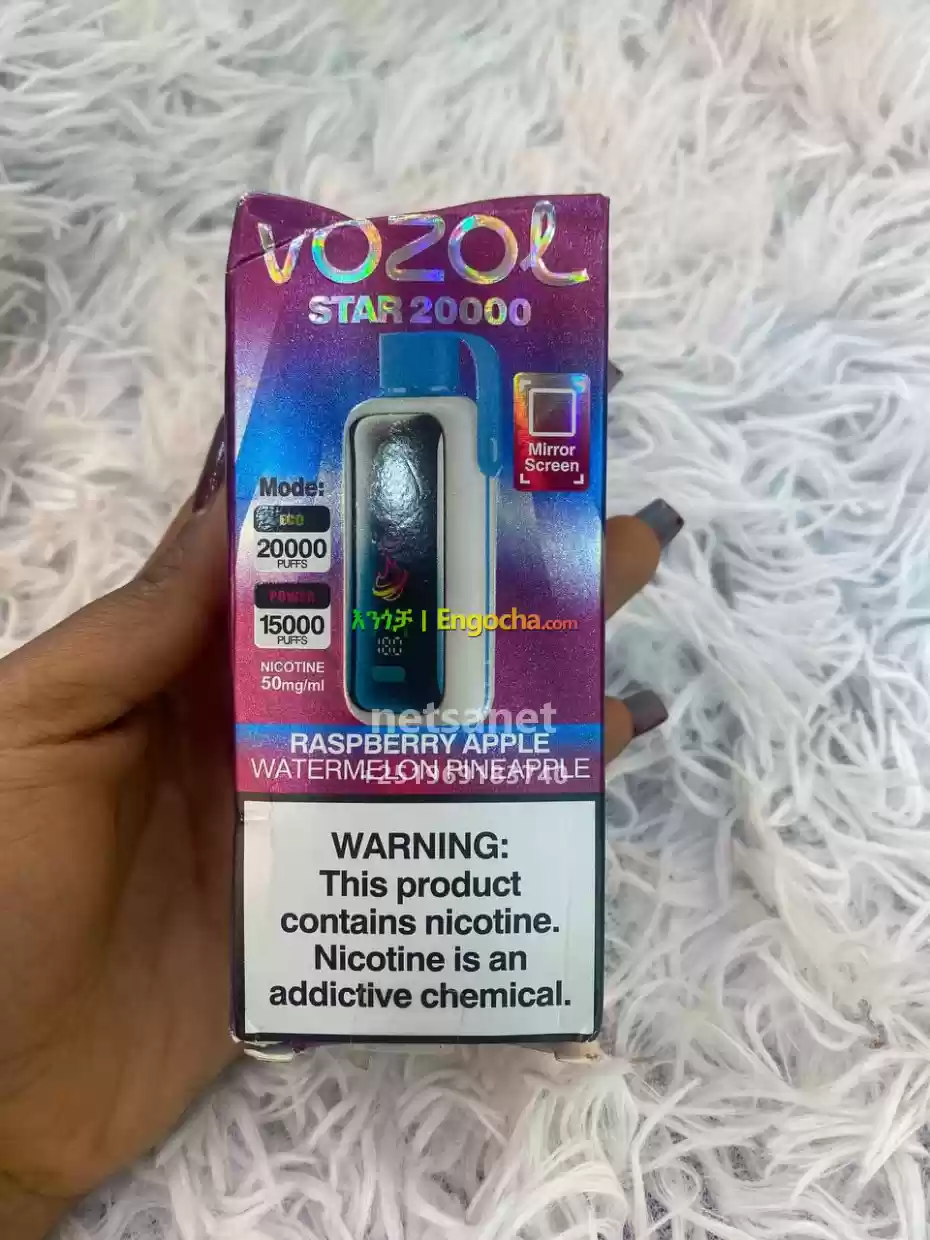 VOZOL
STAR 20000
Mirror
Screen
Mode:
ECO
20000
PUFFS
POWER
15000
PUFFS
NICOTINE
50mg/ml
100
እንጎቻ | Engocha.com
netsanet
RASPBERRY APPLE
WATERMELON PINEAPPLE
WARNING:
This product
contains nicotine.
Nicotine is an
addictive chemical.